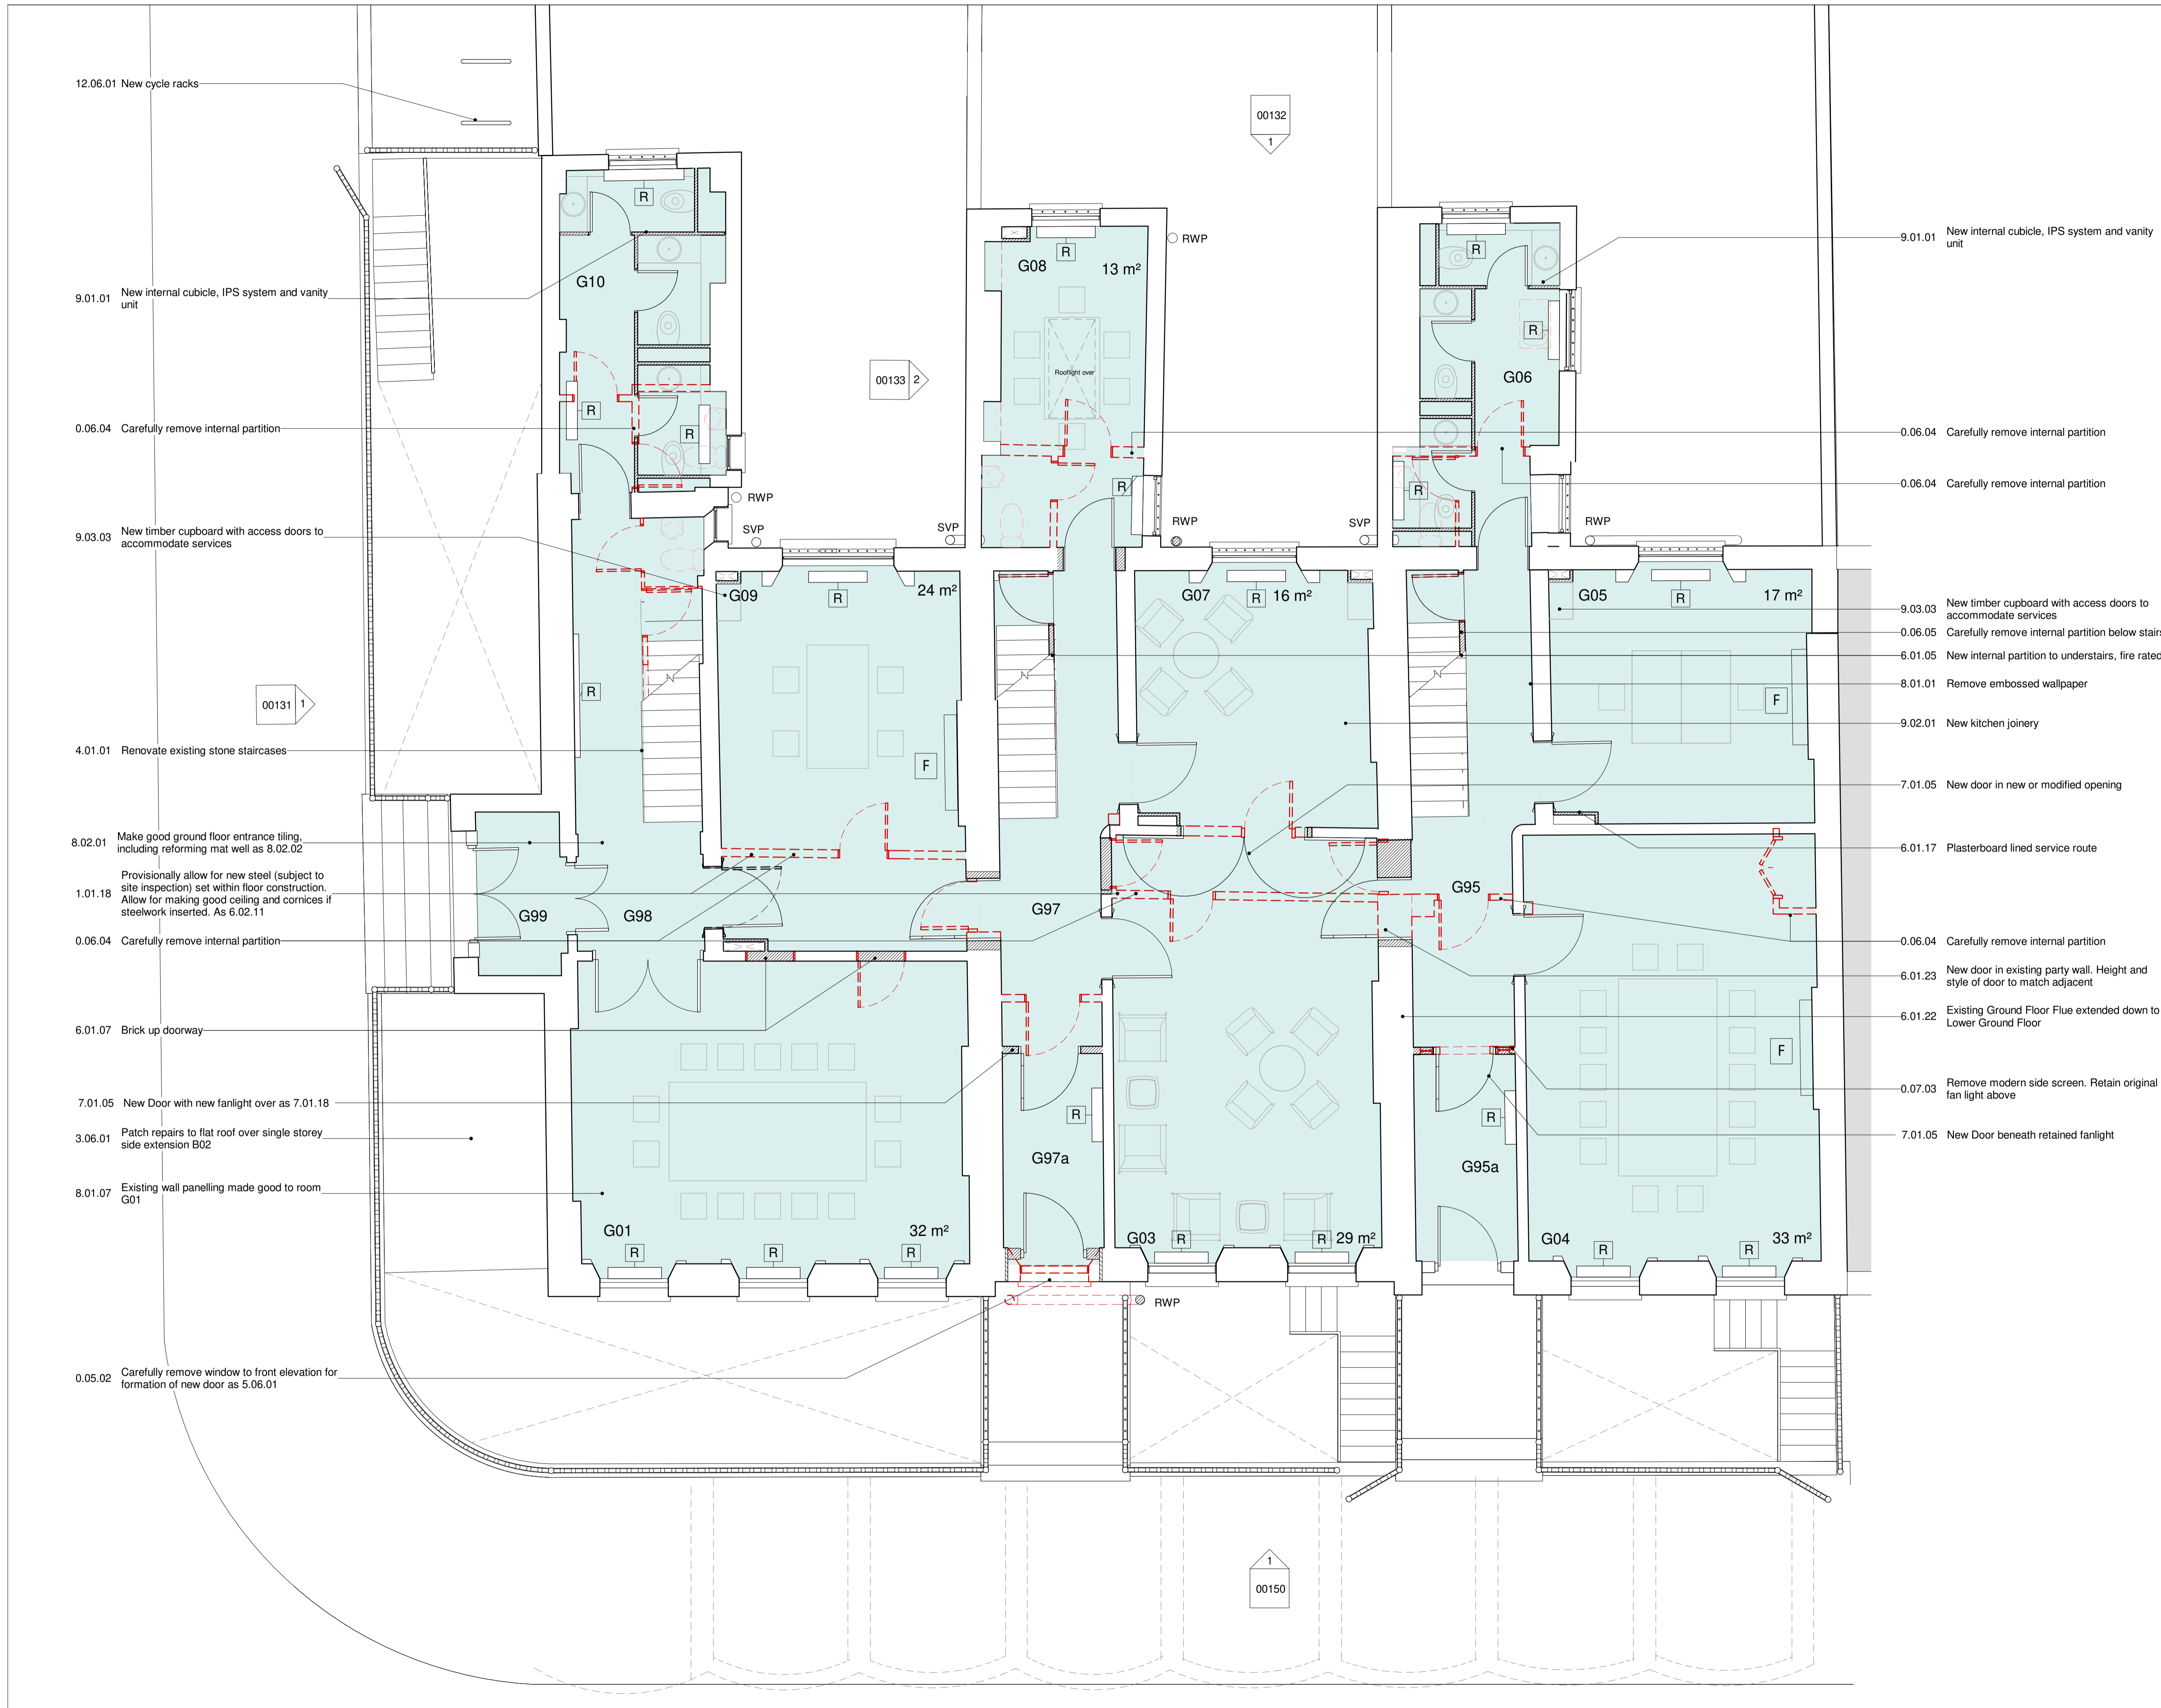 12.06.01 New cycle racks
9.01.01 New internal cubicle, IPS system and vanity
unit
0.06.04 Carefully remove internal partition
9.03.03 New timber cupboard with access doors to
accommodate services
4.01.01 Renovate existing stone staircases
8.02.01 Make good ground floor entrance tiling,
including reforming mat well as 8.02.02
Provisionally allow for new steel (subject to
site inspection) set within floor construction.
1.01.18 Allow for making good ceiling and cornices if
steelwork inserted. As 6.02.11
0.06.04 Carefully remove internal partition
6.01.07 Brick up doorway
7.01.05 New Door with new fanlight over as 7.01.18
3.06.01 Patch repairs to flat roof over single storey
side extension B02
8.01.07 Existing wall panelling made good to room
G01
0.05.02 Carefully remove window to front elevation for
formation of new door as 5.06.01
00132
1
00133 2
00131 1
1
00150
R
G10
R
R
RWP
SVP
R
G08
13 m²
R
Rooflight over
R
RWP
SVP
RWP
SVP
R
R
G06
R
RWP
G09
24 m²
R
F
R
G07
R
16 m²
G05
R
17 m²
F
G99
G98
G97
G95
G01
32 m²
R
R
R
R
G97a
G03
R
R
29 m²
RWP
R
G95a
F
G04
R
R
33 m²
9.01.01 New internal cubicle, IPS system and vanity
unit
0.06.04 Carefully remove internal partition
0.06.04 Carefully remove internal partition
9.03.03 New timber cupboard with access doors to
accommodate services
0.06.05 Carefully remove internal partition below stairs
6.01.05 New internal partition to understairs, fire rated
8.01.01 Remove embossed wallpaper
9.02.01 New kitchen joinery
7.01.05 New door in new or modified opening
6.01.17 Plasterboard lined service route
0.06.04 Carefully remove internal partition
6.01.23 New door in existing party wall. Height and
style of door to match adjacent
6.01.22 Existing Ground Floor Flue extended down to
Lower Ground Floor
0.07.03 Remove modern side screen. Retain original
fan light above
7.01.05 New Door beneath retained fanlight